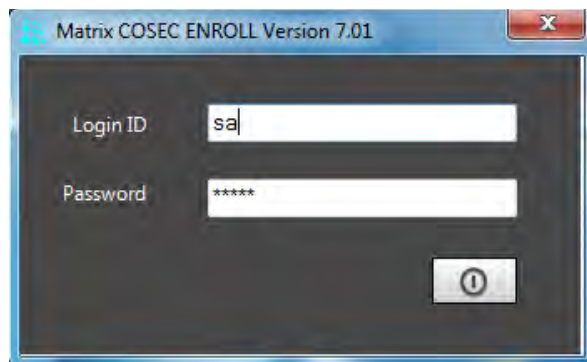 Matrix COSEC ENROLL Version 7.01
Login ID
sa
Password
*****